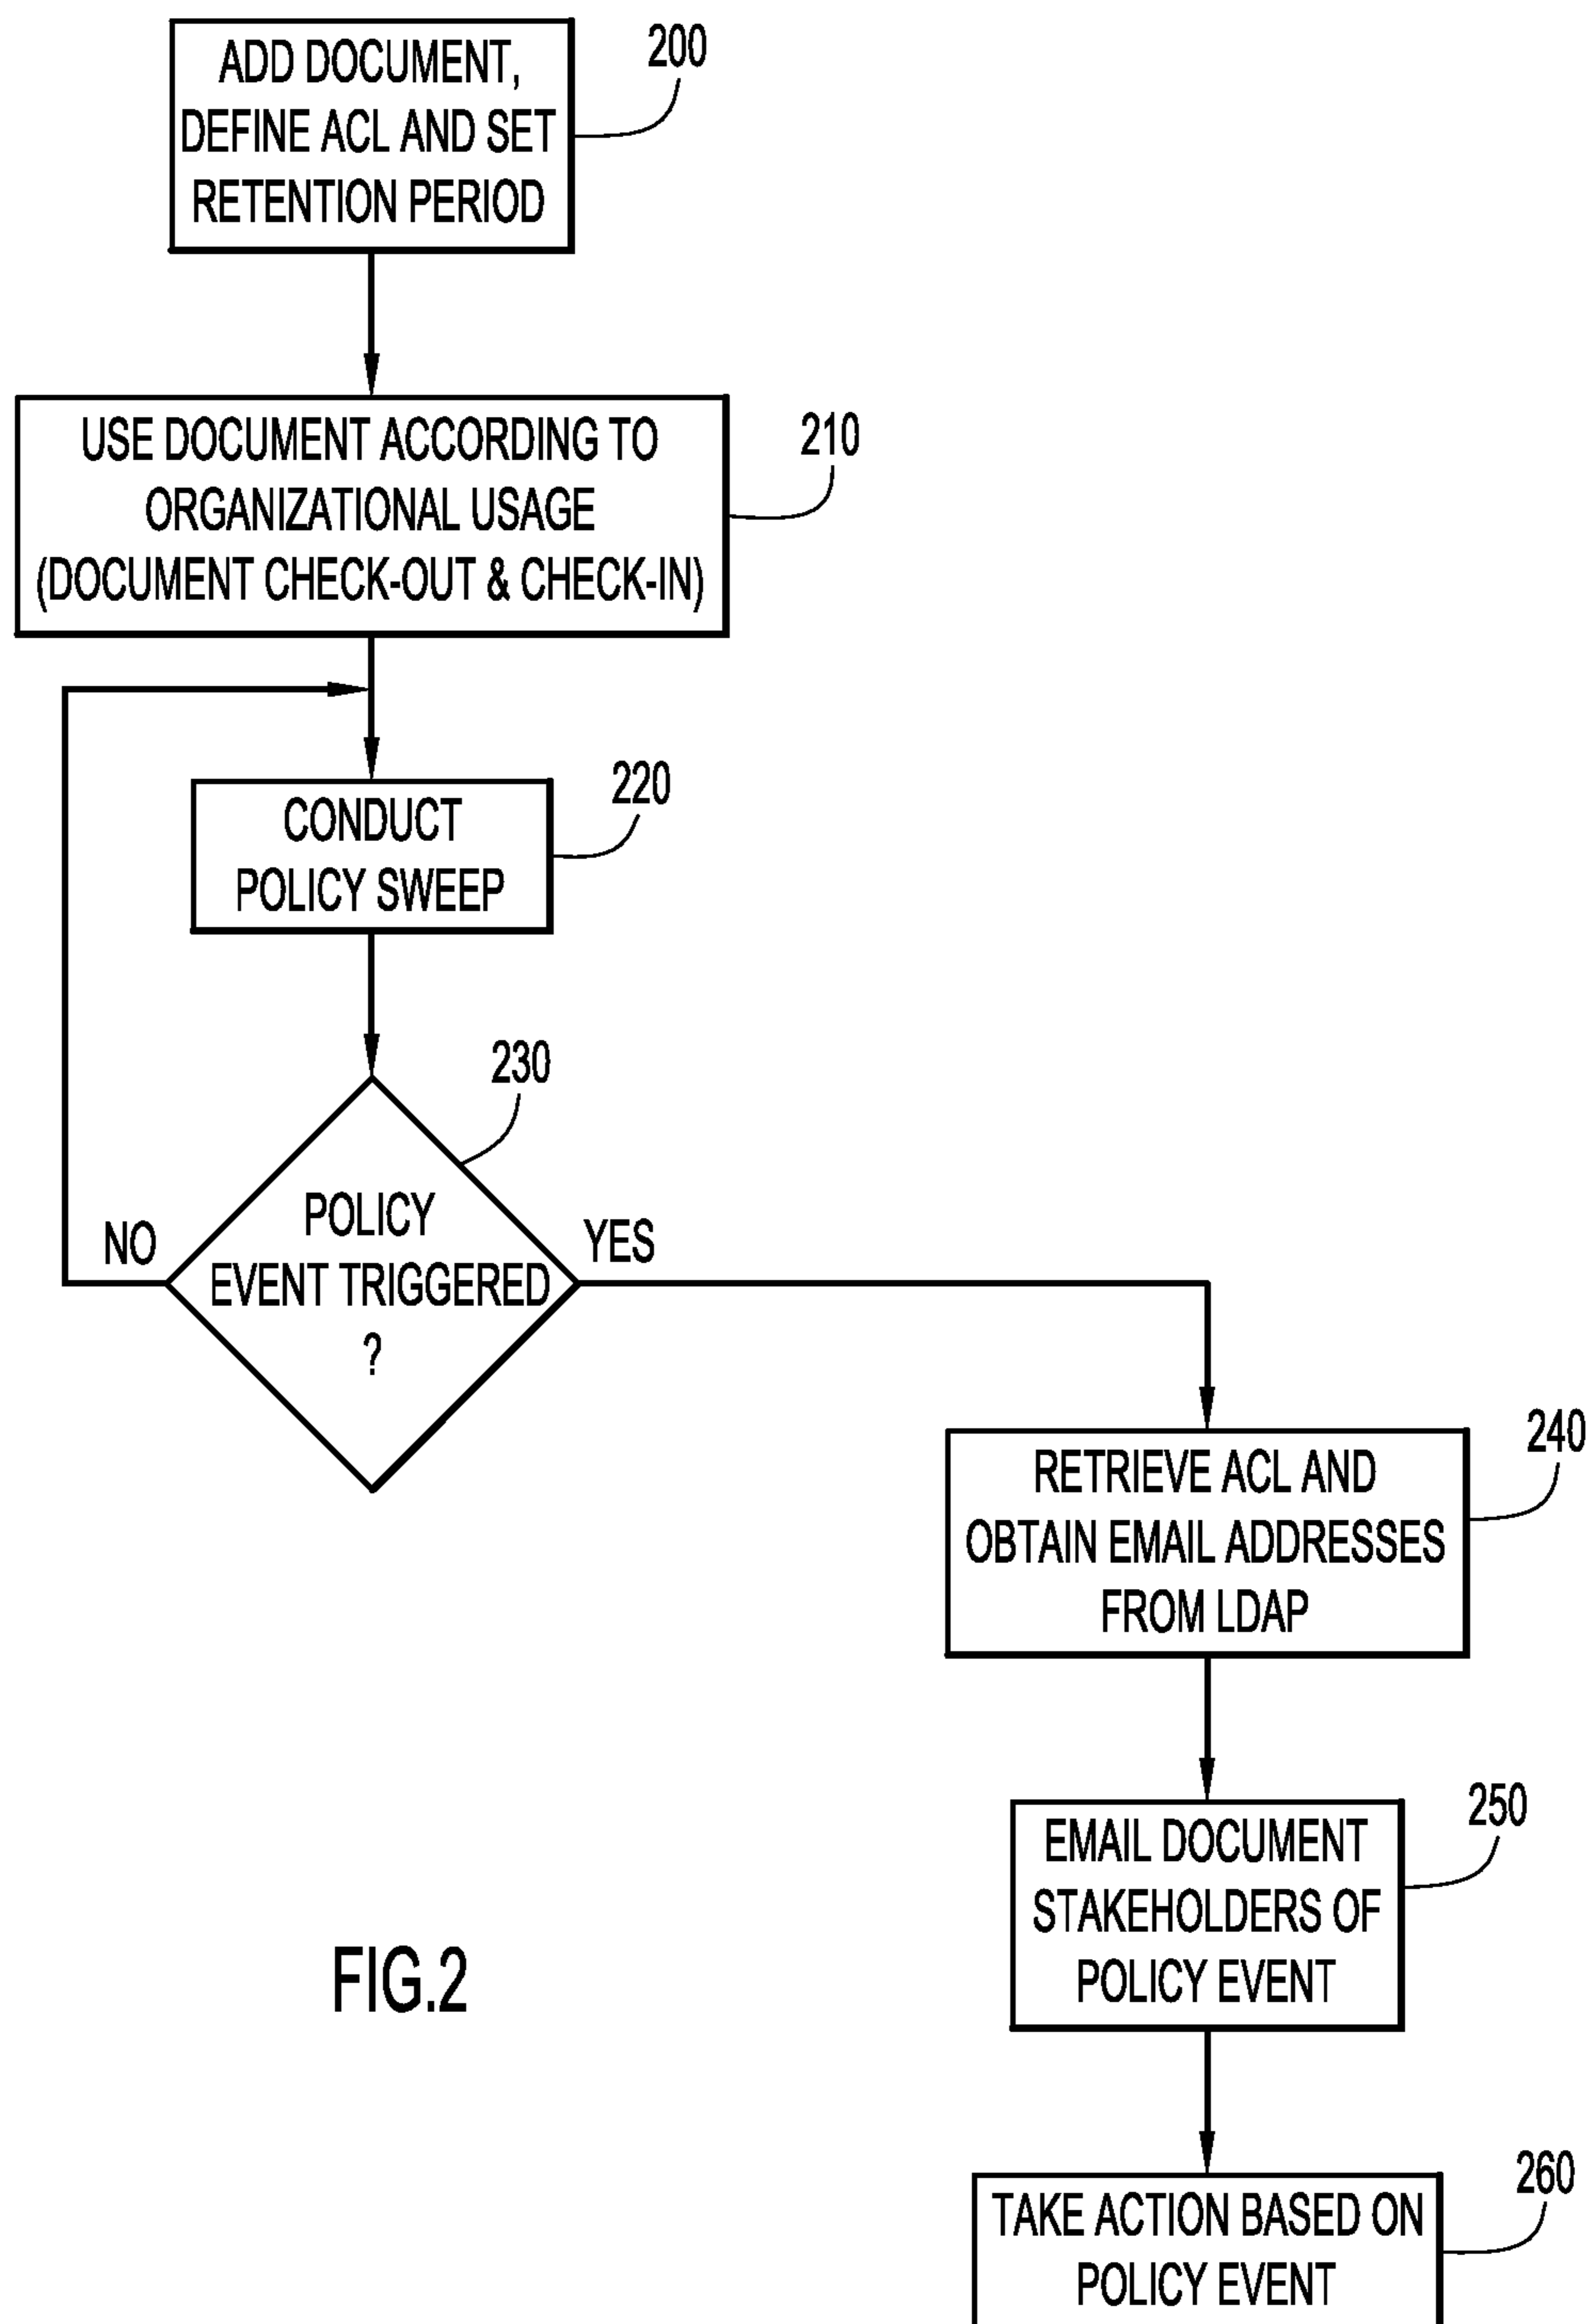 ADD DOCUMENT,
DEFINE ACL AND SET
RETENTION PERIOD
200
USE DOCUMENT ACCORDING TO
ORGANIZATIONAL USAGE
(DOCUMENT CHECK-OUT & CHECK-IN)
210
CONDUCT
POLICY SWEEP
220
230
POLICY
EVENT TRIGGERED
?
NO
YES
RETRIEVE ACL AND
OBTAIN EMAIL ADDRESSES
FROM LDAP
240
EMAIL DOCUMENT
STAKEHOLDERS OF
POLICY EVENT
250
TAKE ACTION BASED ON
POLICY EVENT
260
FIG.2